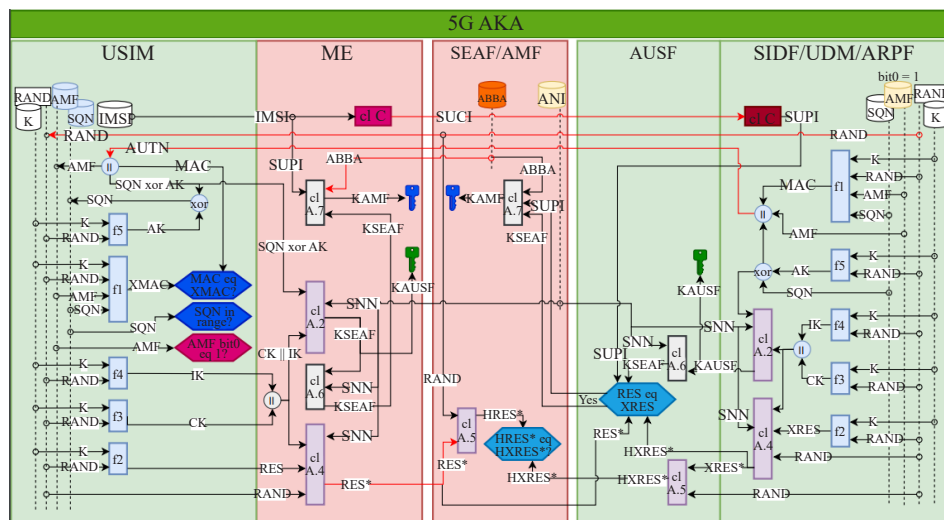 5G AKA
USIM
ME
SEAF/AMF
AUSF
SIDF/UDM/ARPF
bit0 = 1
RAND
AMF
K
SQN
IMSI
IMSI
cl C
SUCI
ABBA
ANI
cl C
SUPI
SQN
AMF
RAND
K
RAND
RAND
AUTN
AMF
||
MAC
SQN xor AK
SQN
xor
K
RAND
f5
AK
SUPI
ABBA
cl
A.7
KAMF
KSEAF
KAMF
cl
A.7
ABBA
SUPI
KSEAF
MAC
||
f1
K
RAND
AMF
SQN
AMF
SQN xor AK
K
RAND
AMF
SQN
f1
XMAC
MAC eq
XMAC?
SQN
SQN in
range?
AMF
AMF bit0
eq 1?
KAUSF
KAUSF
xor
AK
f5
K
RAND
SQN
cl
A.2
SNN
KSEAF
SNN
SNN
KSEAF
cl
A.6
KAUSF
cl
A.2
IK
||
CK
f4
K
RAND
f3
K
RAND
K
RAND
f4
IK
CK || IK
||
cl
A.6
SNN
KSEAF
RAND
SUPI
RES eq
XRES
Yes
K
RAND
f3
CK
SNN
cl
A.5
HRES*
HRES* eq
HXRES*?
RES*
SNN
cl
A.4
XRES
f2
K
RAND
RAND
K
RAND
f2
RES
cl
A.4
RES*
RES*
HXRES*
HXRES*
HXRES*
cl
A.5
XRES*
RAND
RAND